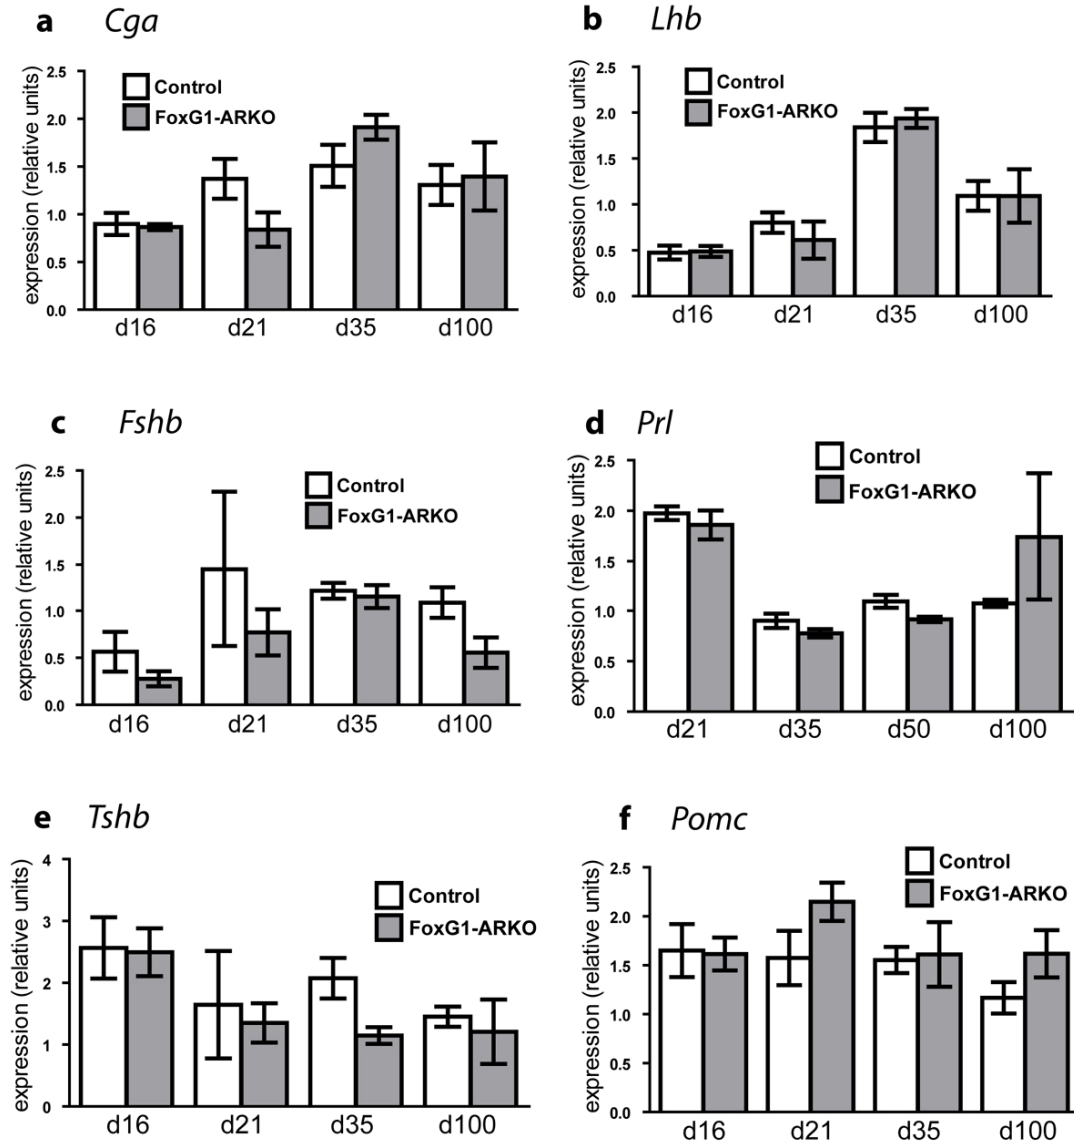 a Cga
expression (relative units)
2.5
2.0
1.5
1.0
0.5
0.0
Control
FoxG1-ARKO
d16 d21 d35 d100
b Lhb
expression (relative units)
2.5
2.0
1.5
1.0
0.5
0.0
Control
FoxG1-ARKO
d16 d21 d35 d100
c Fshb
expression (relative units)
2.5
2.0
1.5
1.0
0.5
0.0
Control
FoxG1-ARKO
d16 d21 d35 d100
d Prl
expression (relative units)
2.5
2.0
1.5
1.0
0.5
0.0
Control
FoxG1-ARKO
d21 d35 d50 d100
e Tshb
expression (relative units)
4
3
2
1
0
Control
FoxG1-ARKO
d16 d21 d35 d100
f Pomc
expression (relative units)
2.5
2.0
1.5
1.0
0.5
0.0
Control
FoxG1-ARKO
d16 d21 d35 d100